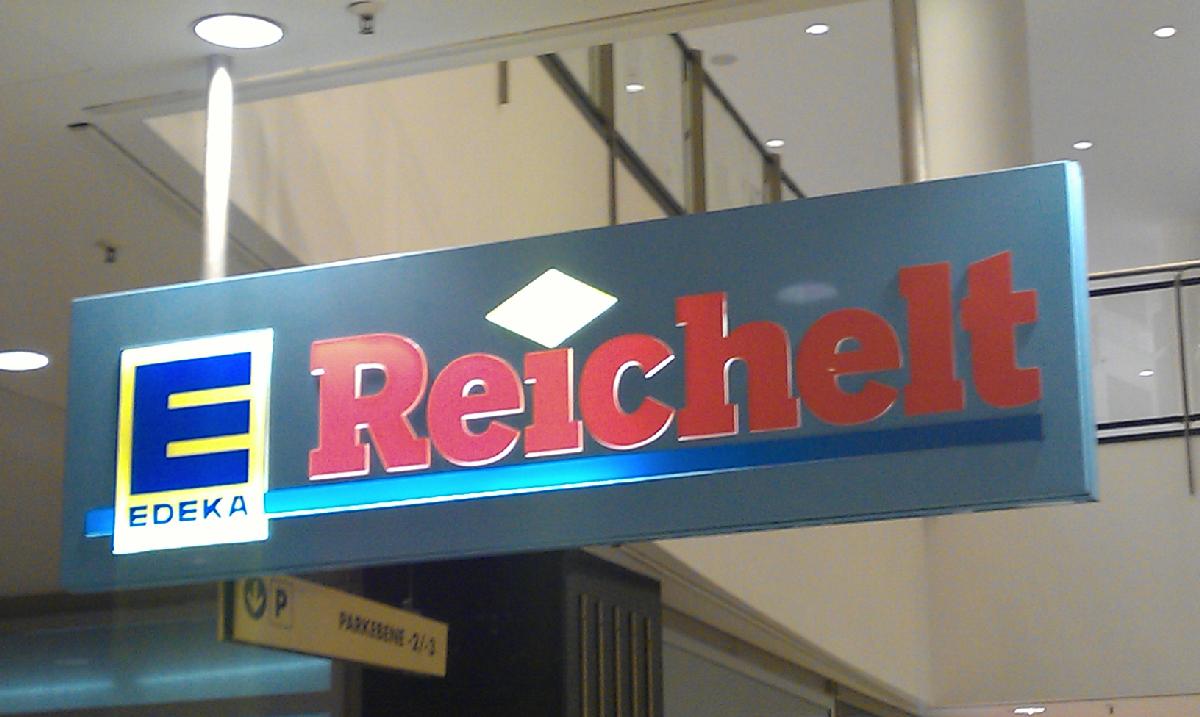 Reichelt
E
EDEKA
P PARKEBENE -2/-3